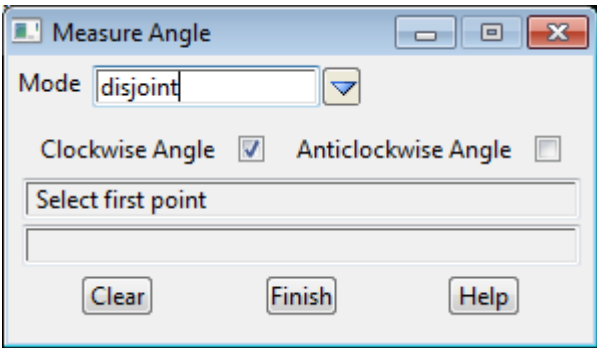 Measure Angle
Mode disjoint
Clockwise Angle Anticlockwise Angle
Select first point
Clear Finish Help